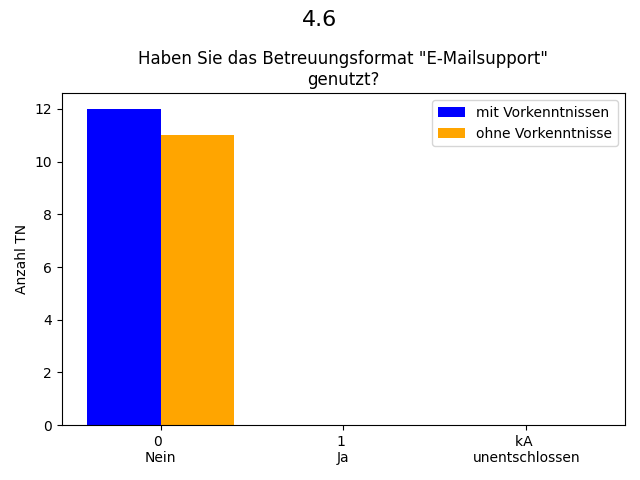 4.6
Haben Sie das Betreuungsformat "E-Mailsupport"
genutzt?
mit Vorkenntnissen
ohne Vorkenntnisse
Anzahl TN
12
10
8
6
4
2
0
0 1 kA
Nein Ja unentschlossen